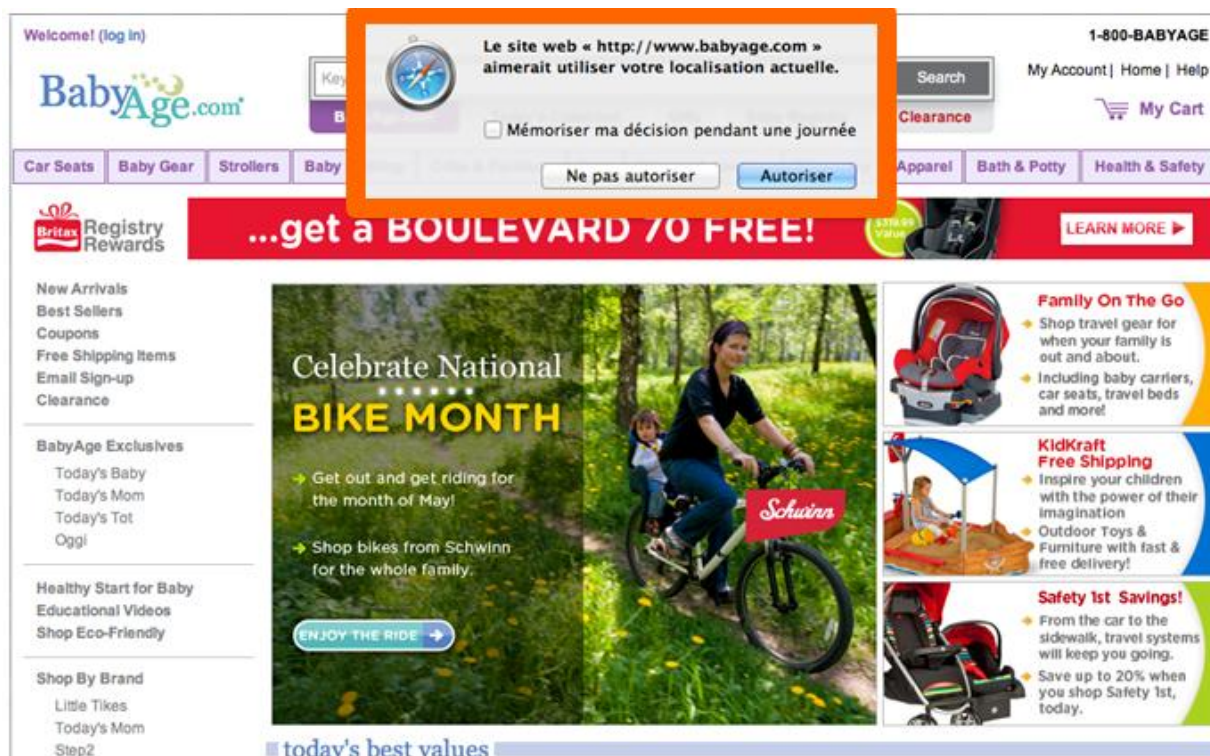 Welcome! (log in)
Le site web « http://www.babyage.com »
aimerait utiliser votre localisation actuelle.
Mémoriser ma décision pendant une journée
Ne pas autoriser
Autoriser
1-800-BABYAGE
BabyAge.com
Search
My Account| Home | Help
Clearance
My Cart
Car Seats
Baby Gear
Strollers
Baby
Apparel
Bath & Potty
Health & Safety
Britax Registry
Rewards
...get a BOULEVARD 70 FREE!
$319.99
Value
LEARN MORE
New Arrivals
Best Sellers
Coupons
Free Shipping Items
Email Sign-up
Clearance
BabyAge Exclusives
Today's Baby
Today's Mom
Today's Tot
Oggi
Healthy Start for Baby
Educational Videos
Shop Eco-Friendly
Shop By Brand
Little Tikes
Today's Mom
Step2
Celebrate National
BIKE MONTH
Get out and get riding for
the month of May!
Shop bikes from Schwinn
for the whole family.
ENJOY THE RIDE
Schwinn
Family On The Go
Shop travel gear for
when your family is
out and about.
Including baby carriers,
car seats, travel beds
and more!
KidKraft
Free Shipping
Inspire your children
with the power of their
imagination
Outdoor Toys &
Furniture with fast &
free delivery!
Safety 1st Savings!
From the car to the
sidewalk, travel systems
will keep you going.
Save up to 20% when
you shop Safety 1st,
today.
today's best values